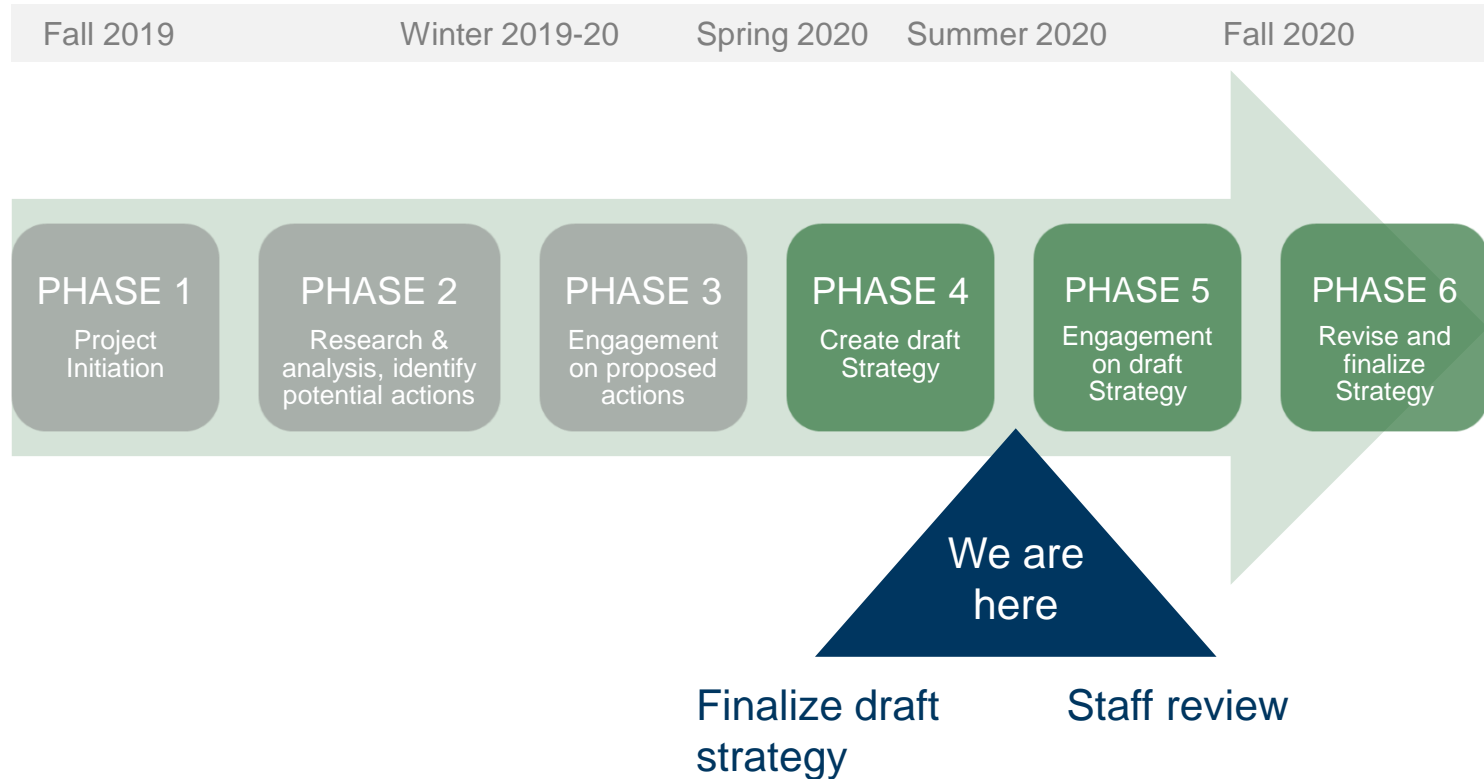 Fall 2019 Winter 2019-20 Spring 2020 Summer 2020 Fall 2020
PHASE 1
Project
Initiation
PHASE 2
Research &
analysis, identify
potential actions
PHASE 3
Engagement
on proposed
actions
PHASE 4
Create draft
Strategy
PHASE 5
Engagement
on draft
Strategy
PHASE 6
Revise and
finalize
Strategy
We are
here
Finalize draft
strategy
Staff review